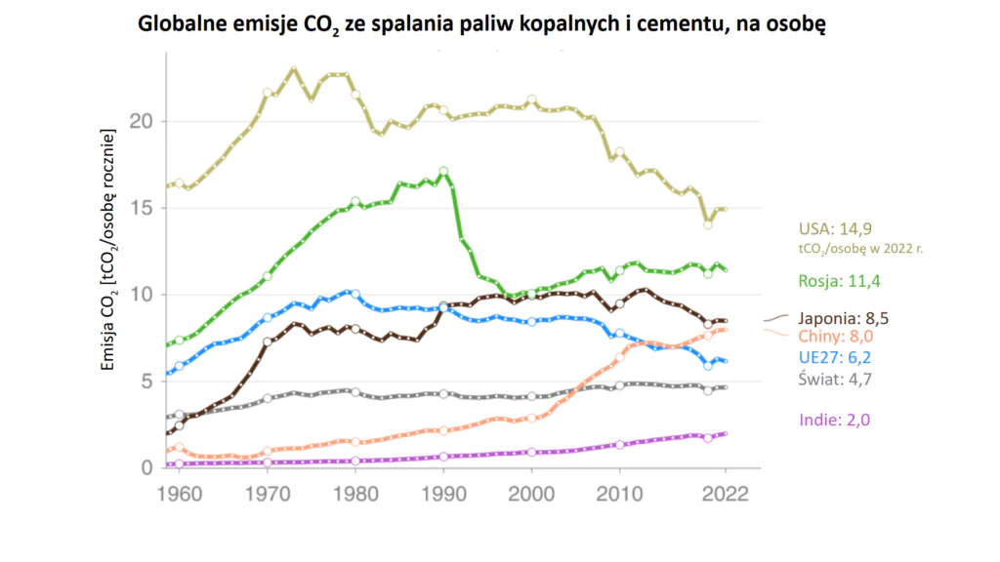 Globalne emisje CO₂ ze spalania paliw kopalnych i cementu, na osobę
Emisja CO₂ [tCO₂/osobę rocznie]
20
15
10
5
0
1960 1970 1980 1990 2000 2010 2022
USA: 14,9
tCO₂/osobę w 2022 r.
Rosja: 11,4
Japonia: 8,5
Chiny: 8,0
UE27: 6,2
Świat: 4,7
Indie: 2,0